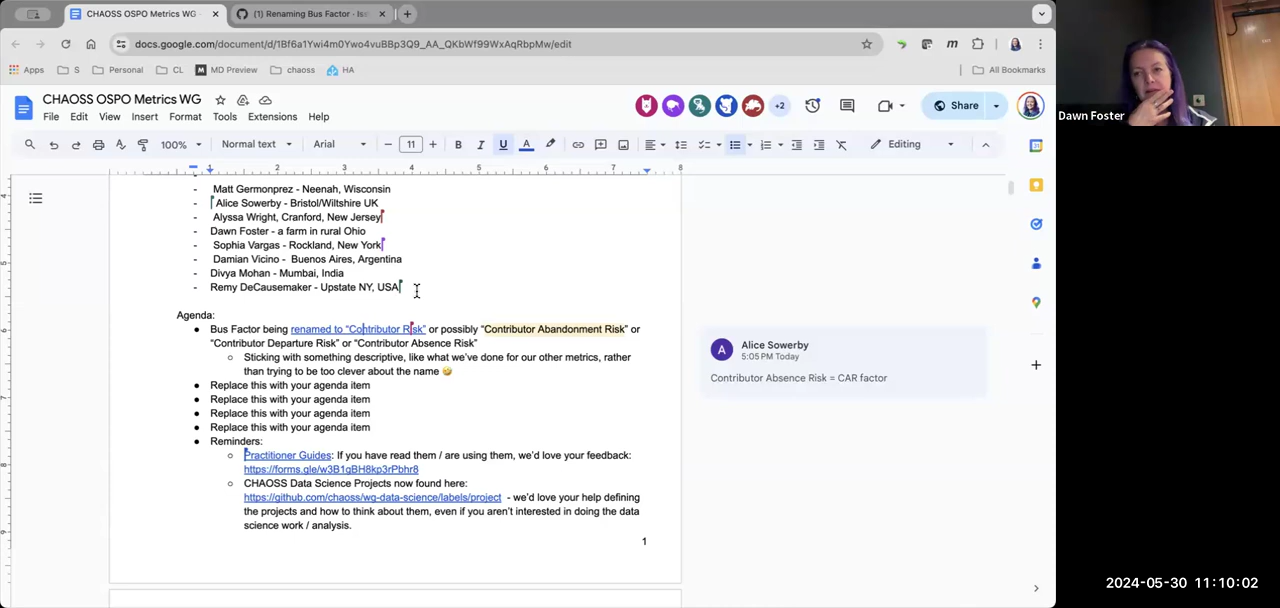 CHAOSS OSPO Metrics WG
(1) Renaming Bus Factor · Iss
docs.google.com/document/d/1Bf6a1Ywi4m0Ywo4vuBBp3Q9_AA_QKbWf99WxAqRbpMw/edit
Apps S Personal CL MD Preview chaoss HA All Bookmarks
CHAOSS OSPO Metrics WG
+2
Share
File Edit View Insert Format Tools Extensions Help
100% Normal text Arial 11 B I U A Editing
1 2 3 4 5 6 7 8
Matt Germonprez - Neenah, Wisconsin
- Alice Sowerby - Bristol/Wiltshire UK
- Alyssa Wright, Cranford, New Jersey
- Dawn Foster - a farm in rural Ohio
- Sophia Vargas - Rockland, New York
- Damian Vicino - Buenos Aires, Argentina
- Divya Mohan - Mumbai, India
- Remy DeCausemaker - Upstate NY, USA
Agenda:
● Bus Factor being renamed to “Contributor Risk” or possibly “Contributor Abandonment Risk” or
“Contributor Departure Risk” or “Contributor Absence Risk”
○ Sticking with something descriptive, like what we’ve done for our other metrics, rather
than trying to be too clever about the name 🤣
● Replace this with your agenda item
● Replace this with your agenda item
● Replace this with your agenda item
● Replace this with your agenda item
● Reminders:
○ Practitioner Guides: If you have read them / are using them, we’d love your feedback:
https://forms.gle/w3B1qBH8kp3rPbhr8
○ CHAOSS Data Science Projects now found here:
https://github.com/chaoss/wg-data-science/labels/project - we’d love your help defining
the projects and how to think about them, even if you aren’t interested in doing the data
science work / analysis.
1
A
Alice Sowerby
5:05 PM Today
Contributor Absence Risk = CAR factor
Dawn Foster
2024-05-30 11:10:02